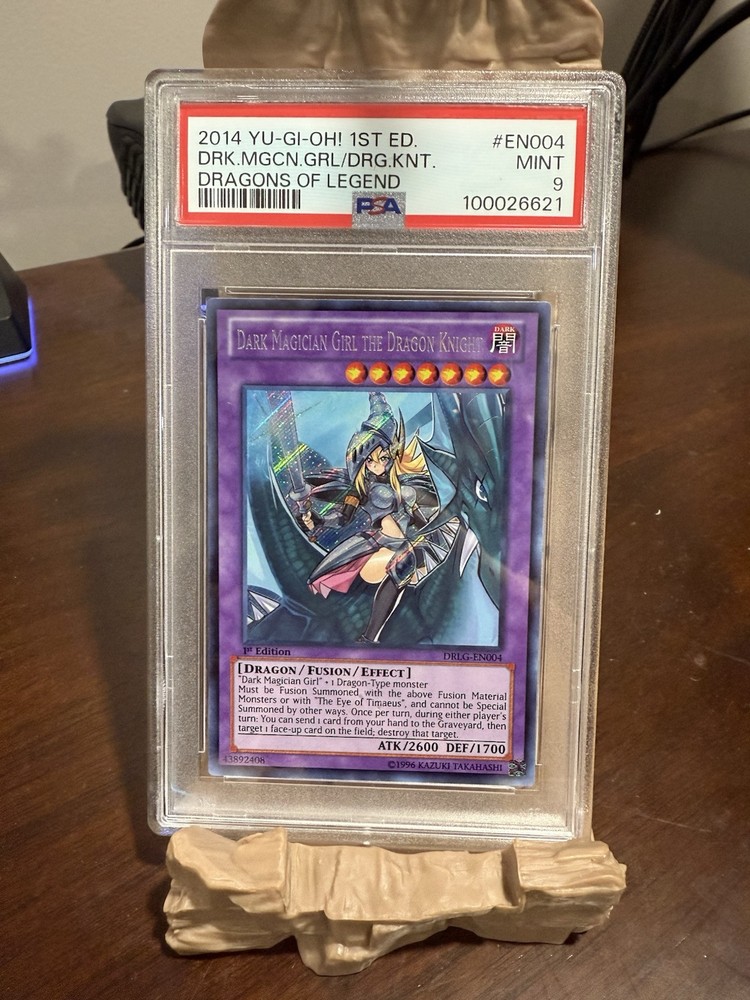 2014 YU-GI-OH! 1ST ED. #EN004
DRK.MGCN.GRL/DRG.KNT. MINT
DRAGONS OF LEGEND 9
PSA 100026621
DARK MAGICIAN GIRL THE DRAGON KNIGHT
DARK
闇
1st Edition DRLG-EN004
[DRAGON/FUSION/EFFECT]
"Dark Magician Girl" + 1 Dragon-Type monster
Must be Fusion Summoned with the above Fusion Material
Monsters or with "The Eye of Timaeus", and cannot be Special
Summoned by other ways. Once per turn, during either player's
turn: You can send 1 card from your hand to the Graveyard, then
target 1 face-up card on the field; destroy that target.
ATK/2600 DEF/1700
43892408 ©1996 KAZUKI TAKAHASHI